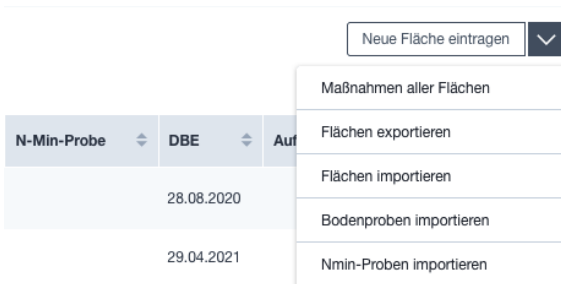 Neue Fläche eintragen
Maßnahmen aller Flächen
N-Min-Probe DBE Auf
Flächen exportieren
Flächen importieren
28.08.2020
Bodenproben importieren
29.04.2021
Nmin-Proben importieren